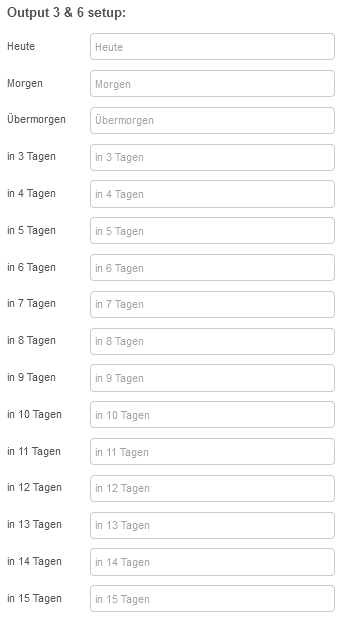 Output 3 & 6 setup:
Heute Heute
Morgen Morgen
Übermorgen Übermorgen
in 3 Tagen in 3 Tagen
in 4 Tagen in 4 Tagen
in 5 Tagen in 5 Tagen
in 6 Tagen in 6 Tagen
in 7 Tagen in 7 Tagen
in 8 Tagen in 8 Tagen
in 9 Tagen in 9 Tagen
in 10 Tagen in 10 Tagen
in 11 Tagen in 11 Tagen
in 12 Tagen in 12 Tagen
in 13 Tagen in 13 Tagen
in 14 Tagen in 14 Tagen
in 15 Tagen in 15 Tagen